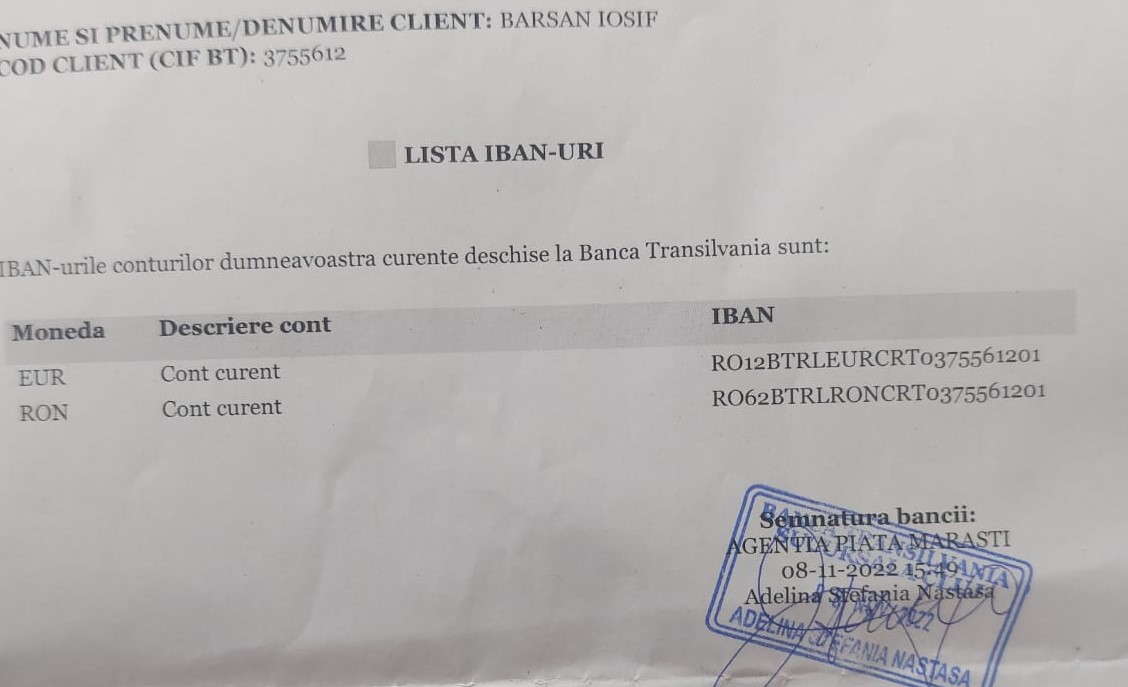 NUME SI PRENUME/DENUMIRE CLIENT: BARSAN IOSIF
COD CLIENT (CIF BT): 3755612
LISTA IBAN-URI
IBAN-urile conturilor dumneavoastra curente deschise la Banca Transilvania sunt:
Moneda Descriere cont IBAN
EUR Cont curent RO12BTRLEURCRT0375561201
RON Cont curent RO62BTRLRONCRT0375561201
Semnatura bancii:
AGENTIA PIATA MARASTI
08-11-2022 15:49
Adelina Stefania Nastasa
BANCA TRANSILVANIA
2022
ADELINA STEFANIA NASTASA